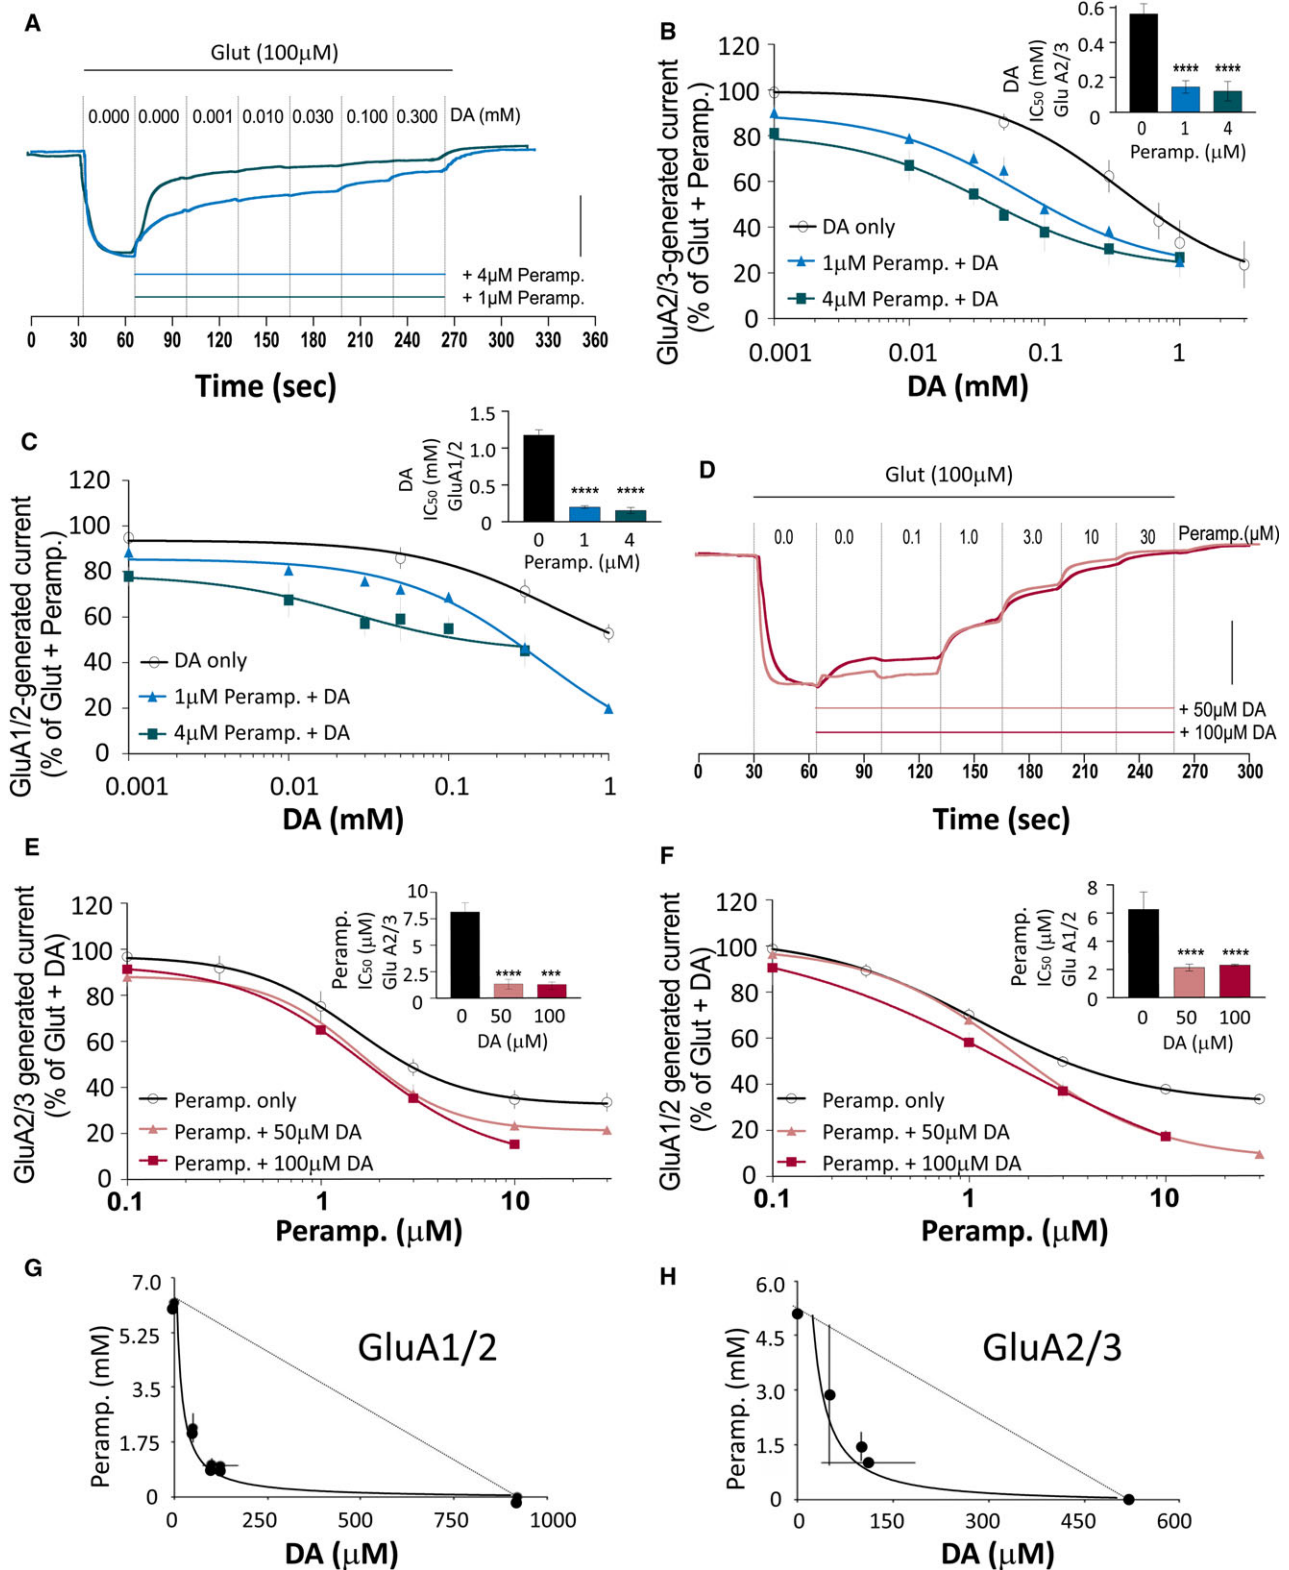 A
Glut (100μM)
0.000 0.000 0.001 0.010 0.030 0.100 0.300 DA (mM)
+ 4μM Peramp.
+ 1μM Peramp.
0 30 60 90 120 150 180 210 240 270 300 330 360
Time (sec)
B
GluA2/3-generated current
(% of Glut + Peramp.)
120
100
80
60
40
20
0
DA only
1μM Peramp. + DA
4μM Peramp. + DA
0.001 0.01 0.1 1
DA (mM)
DA
IC50 (mM)
Glu A2/3
0.6
0.4
0.2
0
**** ****
0 1 4
Peramp. (μM)
C
GluA1/2-generated current
(% of Glut + Peramp.)
120
100
80
60
40
20
0
DA only
1μM Peramp. + DA
4μM Peramp. + DA
0.001 0.01 0.1 1
DA (mM)
DA
IC50 (mM)
GluA1/2
1.5
1.0
0.5
0
**** ****
0 1 4
Peramp. (μM)
D
Glut (100μM)
0.0 0.0 0.1 1.0 3.0 10 30 Peramp.(μM)
+ 50μM DA
+ 100μM DA
0 30 60 90 120 150 180 210 240 270 300
Time (sec)
E
GluA2/3 generated current
(% of Glut + DA)
120
100
80
60
40
20
0
Peramp. only
Peramp. + 50μM DA
Peramp. + 100μM DA
0.1 1 10
Peramp. (μM)
Peramp.
IC50 (μM)
Glu A2/3
10
7.5
5
2.5
0
**** ***
0 50 100
DA (μM)
F
GluA1/2 generated current
(% of Glut + DA)
120
100
80
60
40
20
0
Peramp. only
Peramp. + 50μM DA
Peramp. + 100μM DA
0.1 1 10
Peramp. (μM)
Peramp.
IC50 (μM)
Glu A1/2
8
6
4
2
0
**** ****
0 50 100
DA (μM)
G
Peramp. (mM)
7.0
5.25
3.5
1.75
0
GluA1/2
0 250 500 750 1000
DA (μM)
H
Peramp. (mM)
6.0
4.5
3.0
1.5
0
GluA2/3
0 150 300 450 600
DA (μM)